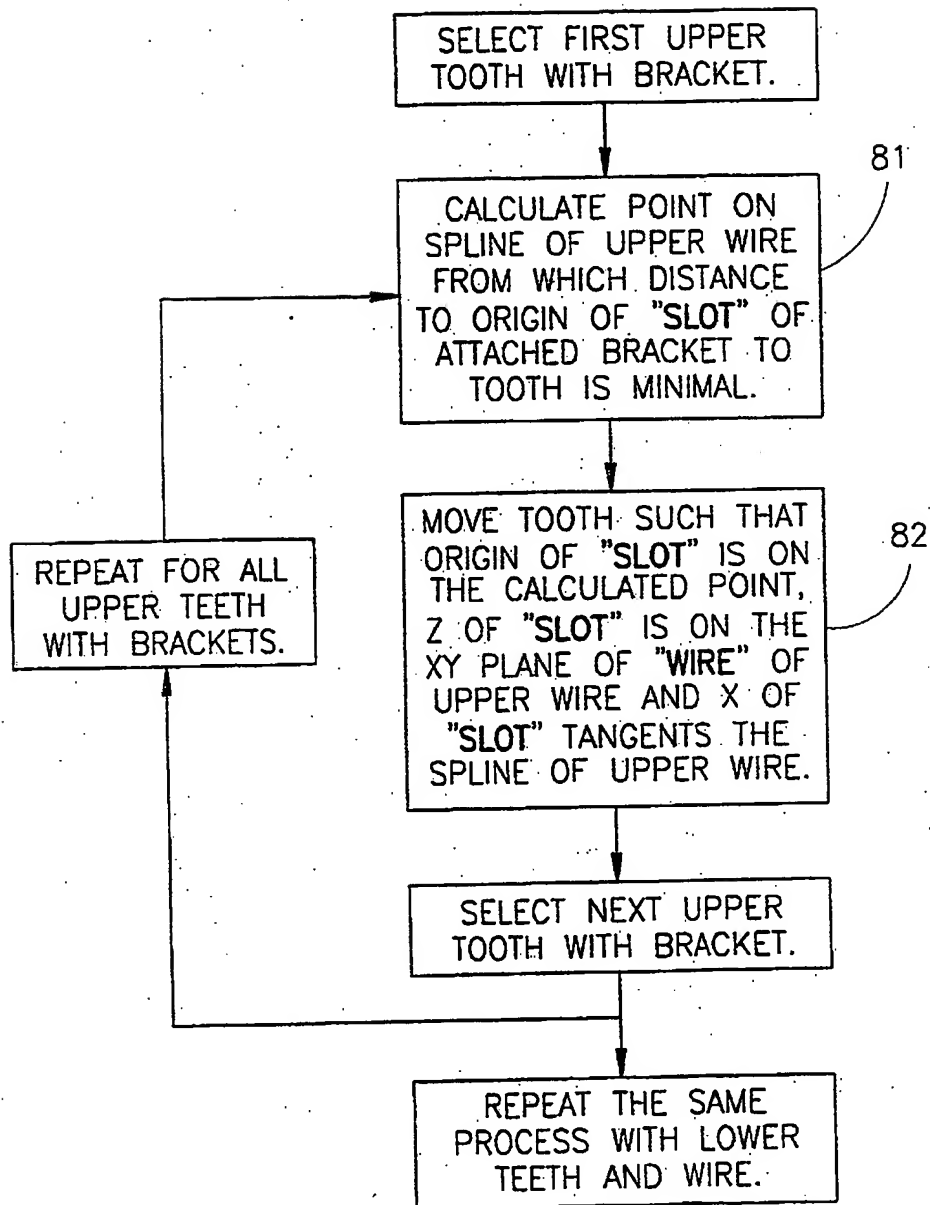 SELECT FIRST UPPER
TOOTH WITH BRACKET.
81
CALCULATE POINT ON
SPLINE OF UPPER WIRE
FROM WHICH DISTANCE
TO ORIGIN OF "SLOT" OF
ATTACHED BRACKET TO
TOOTH IS MINIMAL.
MOVE TOOTH SUCH THAT
ORIGIN OF "SLOT" IS ON
THE CALCULATED POINT,
Z OF "SLOT" IS ON THE
XY PLANE OF "WIRE" OF
UPPER WIRE AND X OF
"SLOT" TANGENTS THE
SPLINE OF UPPER WIRE.
82
REPEAT FOR ALL
UPPER TEETH
WITH BRACKETS.
SELECT NEXT UPPER
TOOTH WITH BRACKET.
REPEAT THE SAME
PROCESS WITH LOWER
TEETH AND WIRE.